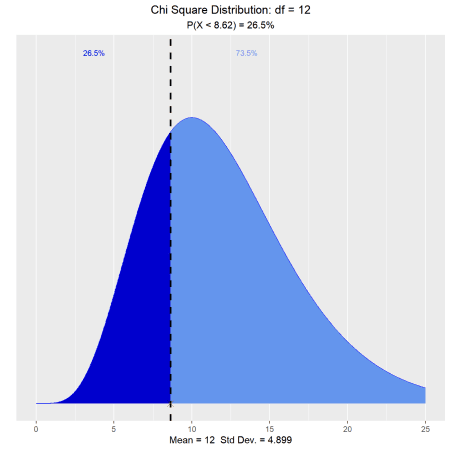 Chi Square Distribution: df = 12
P(X < 8.62) = 26.5%
26.5% 73.5%
0 5 10 15 20 25
Mean = 12 Std Dev. = 4.899